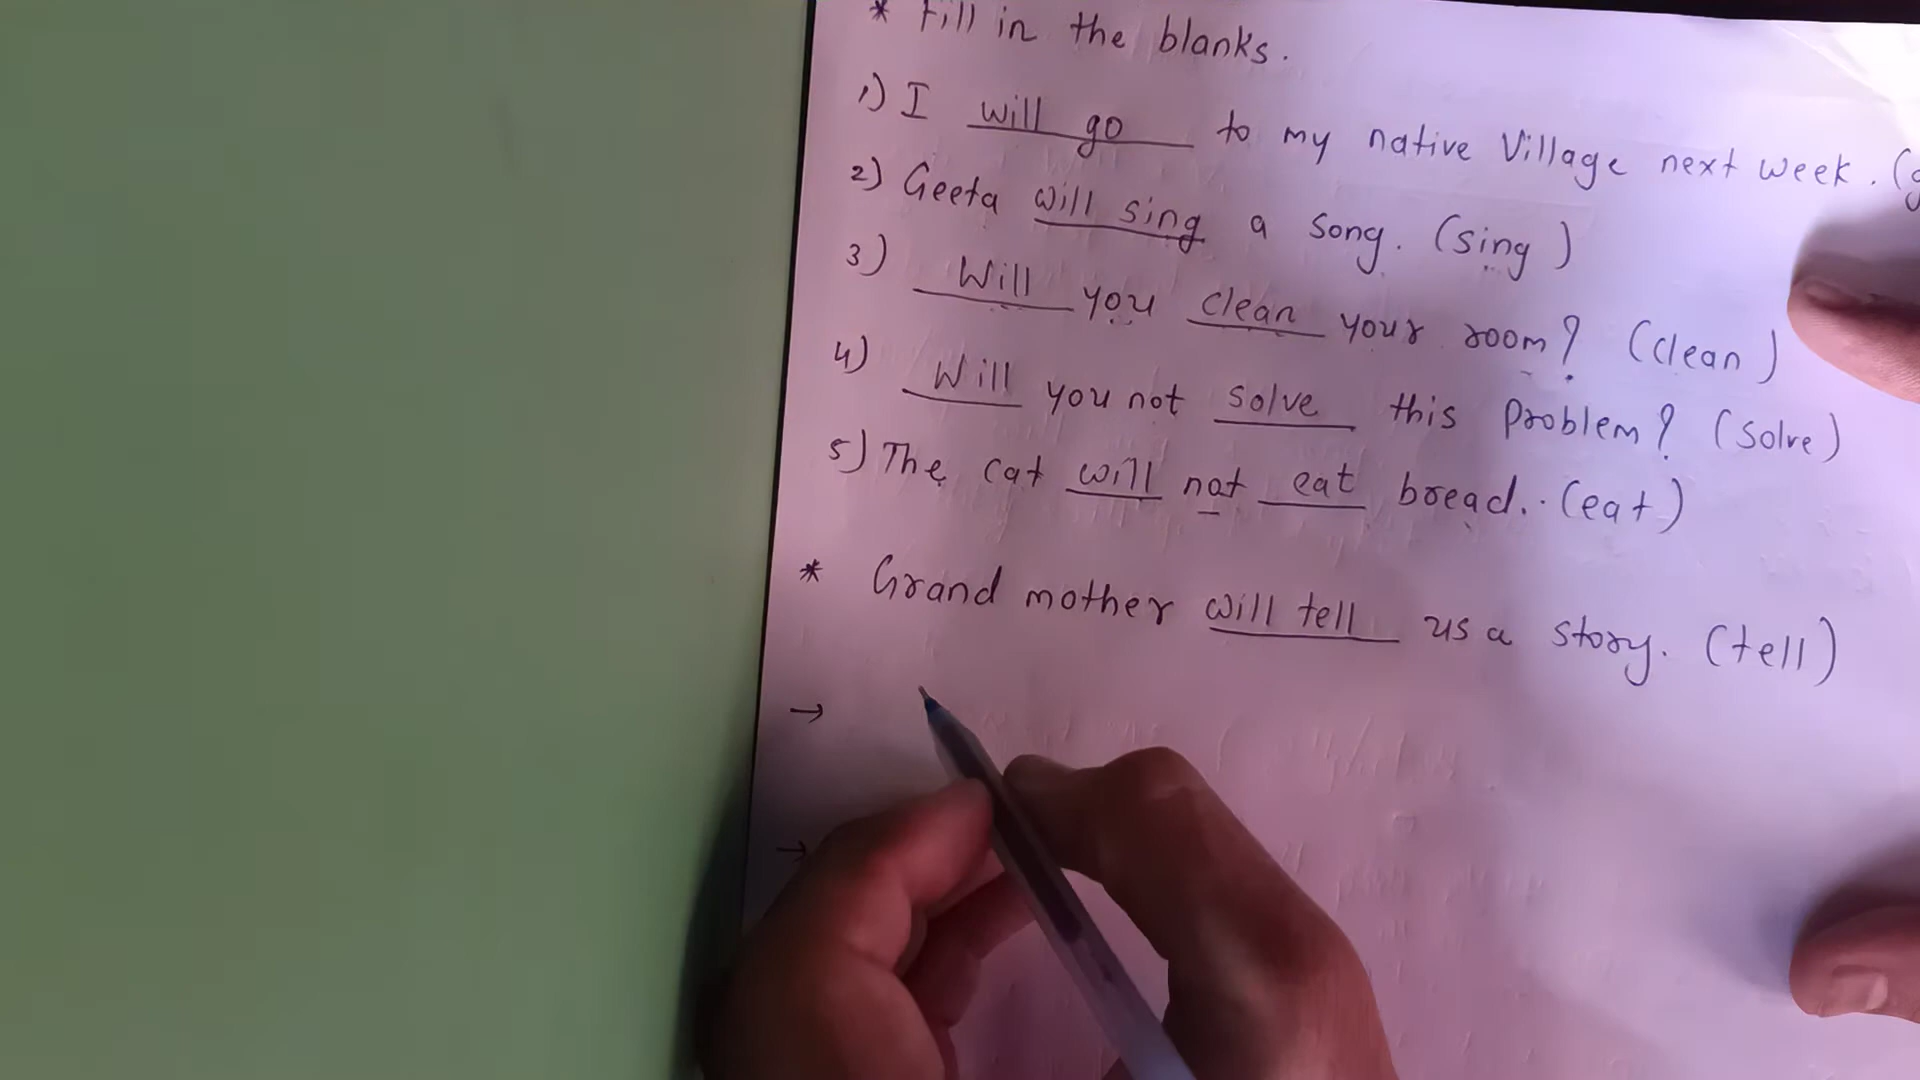 * Fill in the blanks.
1) I will go to my native Village next week. (g
2) Geeta will sing a song. (sing)
3) Will you clean your room? (clean)
4) Will you not solve this problem? (solve)
5) The cat will not eat bread. (eat)
* Grand mother will tell us a story. (tell)
→
→